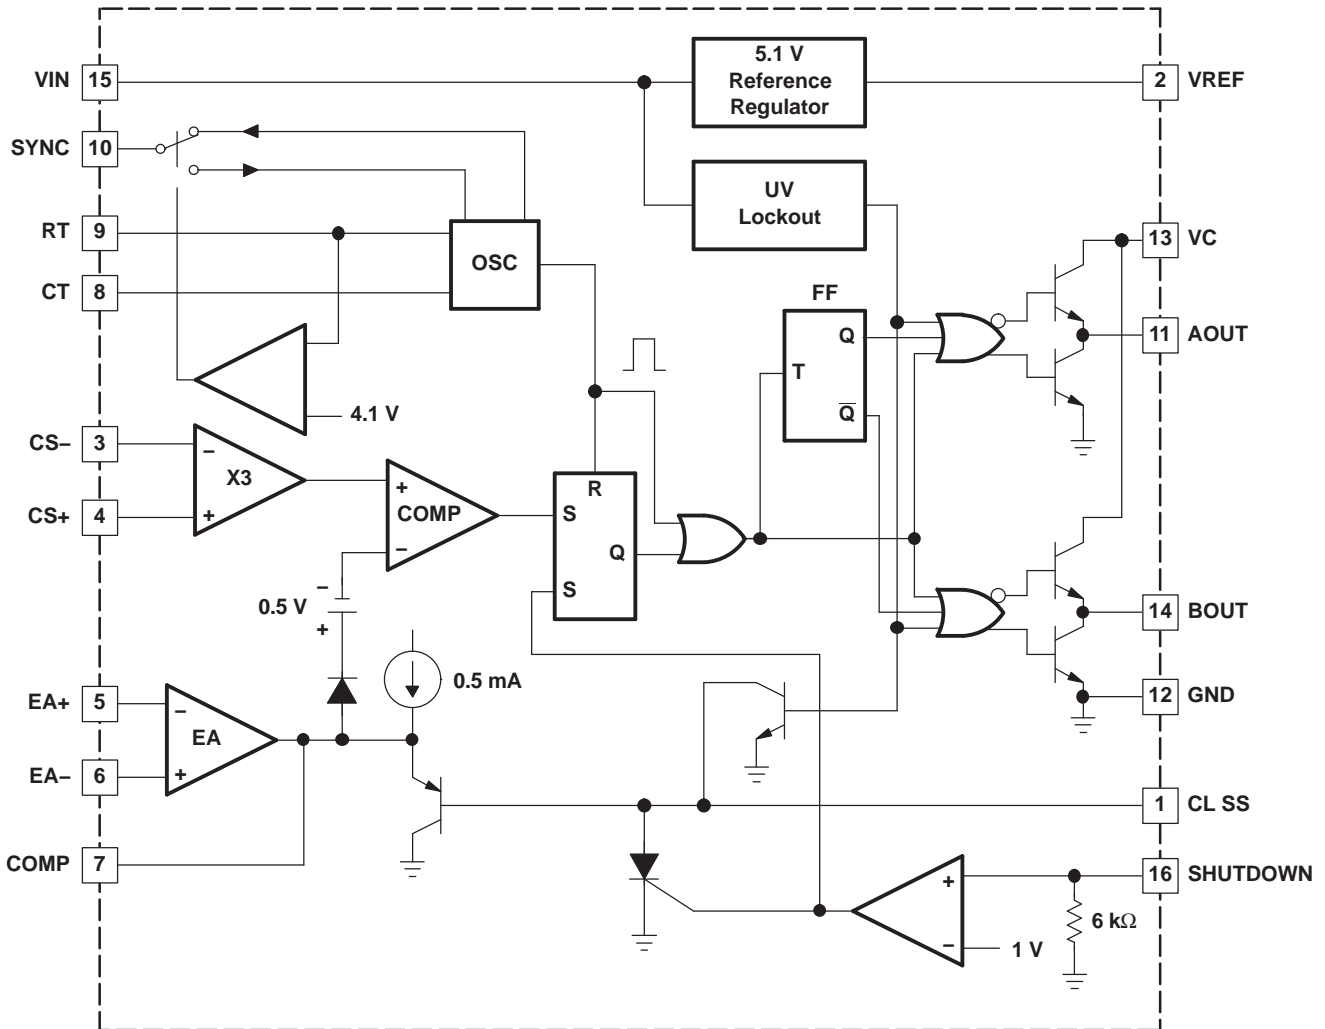 5.1 V
Reference
Regulator
VIN 15
2 VREF
SYNC 10
UV
Lockout
RT 9
13 VC
OSC
CT 8
FF
Q
11 AOUT
T
4.1 V
Q̅
CS– 3
–
X3
+
CS+ 4
+
COMP
–
R
S
Q
S
–
0.5 V
+
14 BOUT
0.5 mA
EA+ 5
–
EA
+
EA– 6
12 GND
1 CL SS
COMP 7
16 SHUTDOWN
+
–
1 V
6 kΩ